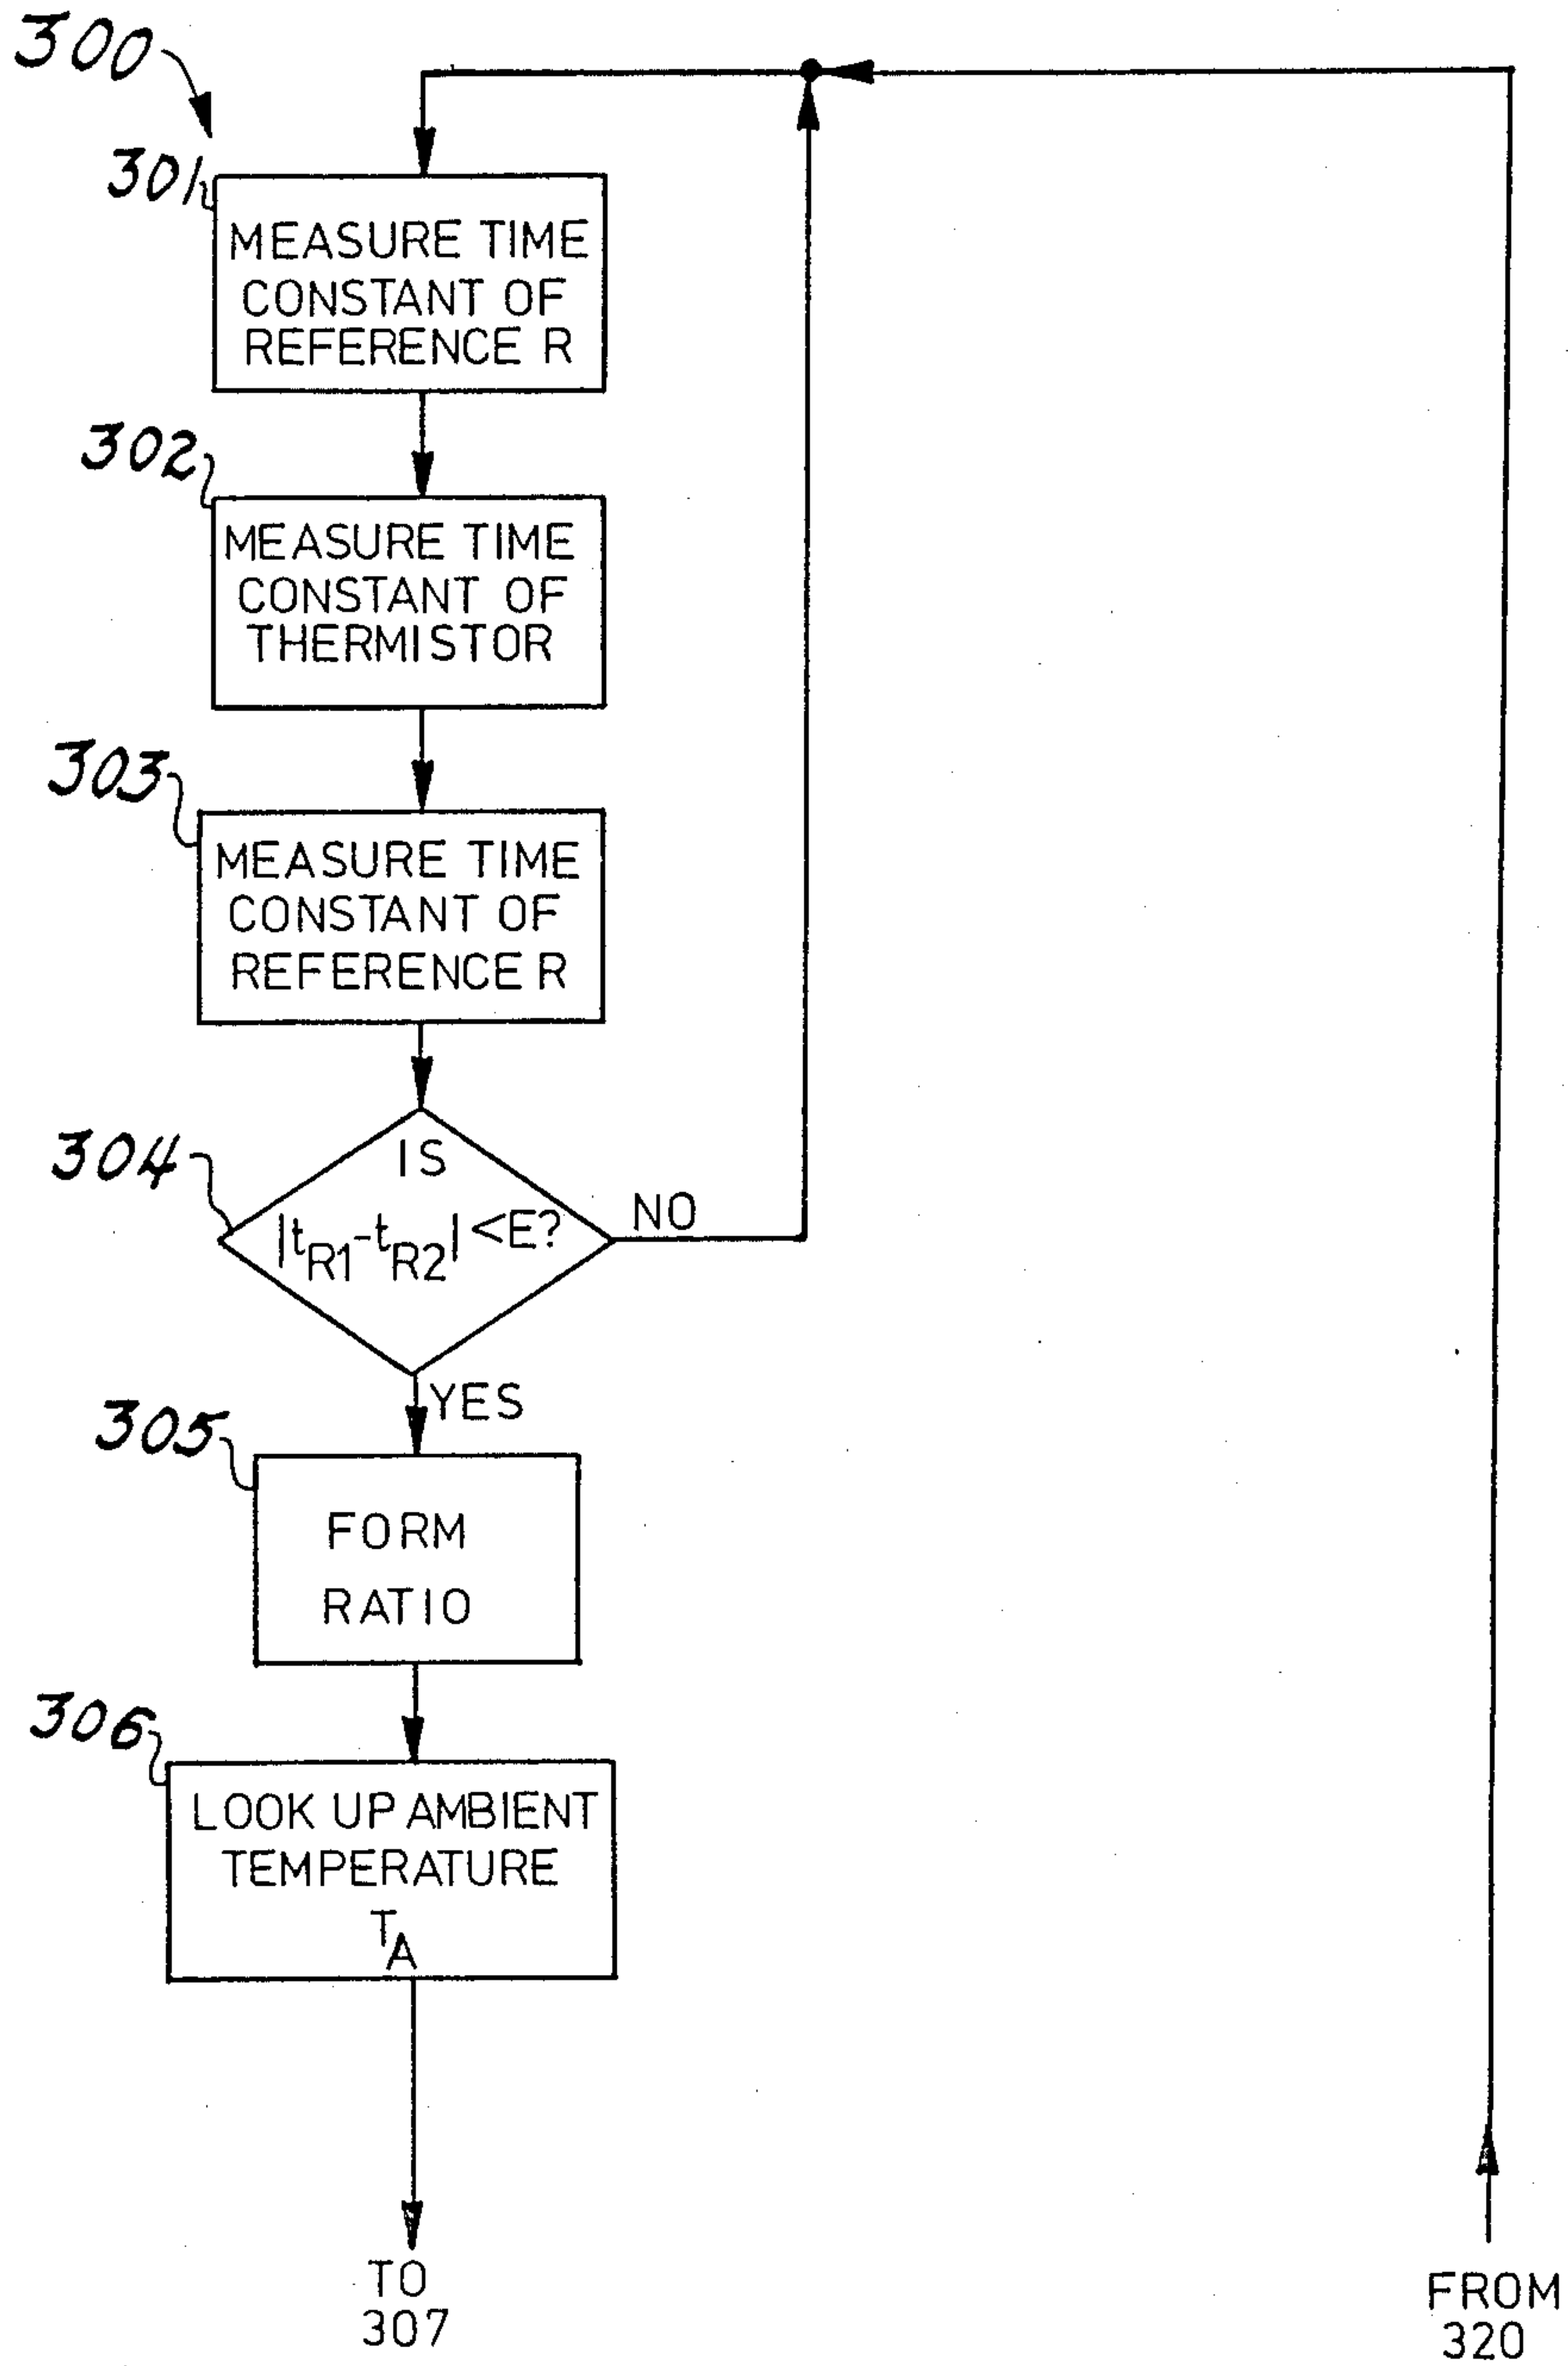 300
301
MEASURE TIME
CONSTANT OF
REFERENCE R
302
MEASURE TIME
CONSTANT OF
THERMISTOR
303
MEASURE TIME
CONSTANT OF
REFERENCE R
304
IS
|tR1-tR2| <E?
NO
YES
305
FORM
RATIO
306
LOOK UP AMBIENT
TEMPERATURE
TA
TO
307
FROM
320